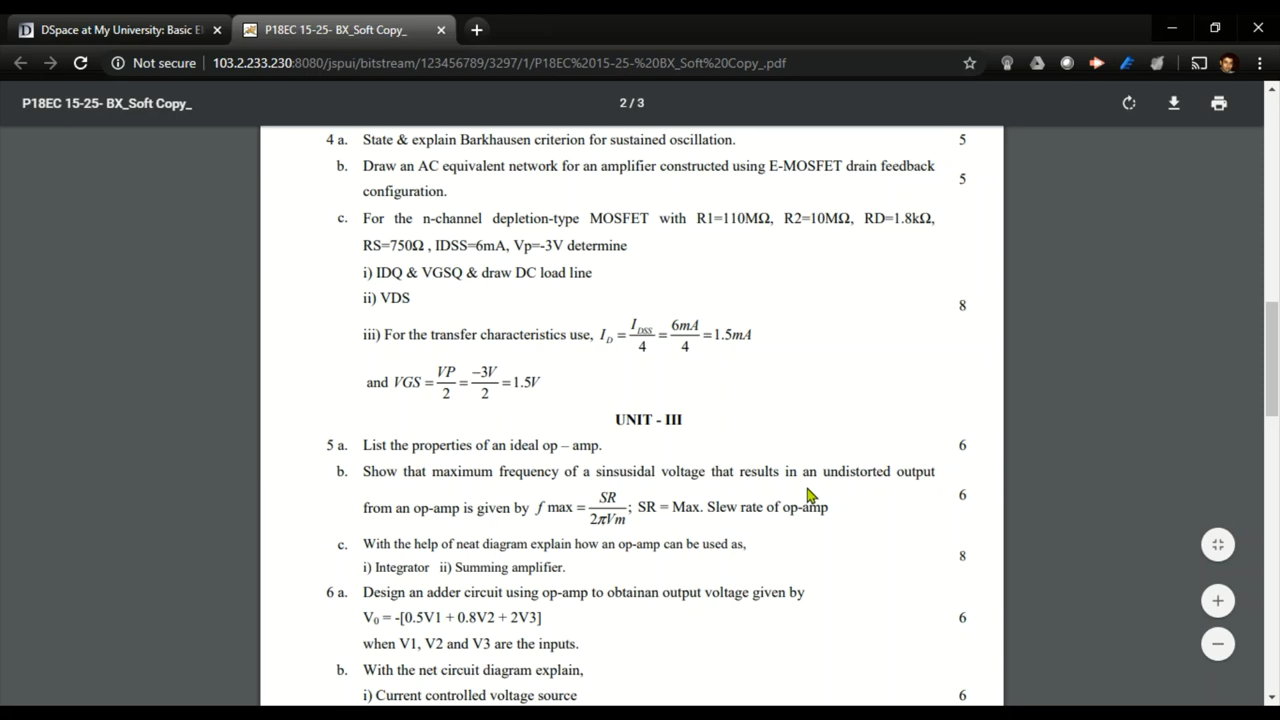 DSpace at My University: Basic El
P18EC 15-25- BX_Soft Copy_
Not secure | 103.2.233.230:8080/jspui/bitstream/123456789/3297/1/P18EC%2015-25-%20BX_Soft%20Copy_.pdf
P18EC 15-25- BX_Soft Copy_ 2 / 3
4 a. State & explain Barkhausen criterion for sustained oscillation. 5
b. Draw an AC equivalent network for an amplifier constructed using E-MOSFET drain feedback
configuration. 5
c. For the n-channel depletion-type MOSFET with R1=110MΩ, R2=10MΩ, RD=1.8kΩ,
RS=750Ω , IDSS=6mA, Vp=-3V determine
i) IDQ & VGSQ & draw DC load line
ii) VDS
8
iii) For the transfer characteristics use, I_D = I_DSS/4 = 6mA/4 = 1.5mA
and VGS = VP/2 = -3V/2 = 1.5V
UNIT - III
5 a. List the properties of an ideal op – amp. 6
b. Show that maximum frequency of a sinsusidal voltage that results in an undistorted output
from an op-amp is given by f max = SR/2πVm; SR = Max. Slew rate of op-amp 6
c. With the help of neat diagram explain how an op-amp can be used as,
i) Integrator ii) Summing amplifier. 8
6 a. Design an adder circuit using op-amp to obtainan output voltage given by
V0 = -[0.5V1 + 0.8V2 + 2V3] 6
when V1, V2 and V3 are the inputs.
b. With the net circuit diagram explain,
i) Current controlled voltage source 6